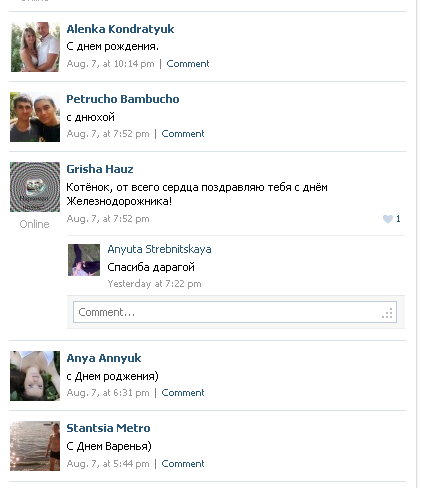 Online
Alenka Kondratyuk
С днем рождения.
Aug. 7, at 10:14 pm | Comment
Petrucho Bambucho
с днюхой
Aug. 7, at 7:52 pm | Comment
Grisha Hauz
Котёнок, от всего сердца поздравляю тебя с днём
Железнодорожника!
Aug. 7, at 7:52 pm
1
Online
Anyuta Strebnitskaya
Спасиба дарагой
Yesterday at 7:22 pm
Comment...
Anya Annyuk
с Днем роджения)
Aug. 7, at 6:31 pm | Comment
Stantsia Metro
С Днем Варенья)
Aug. 7, at 5:44 pm | Comment